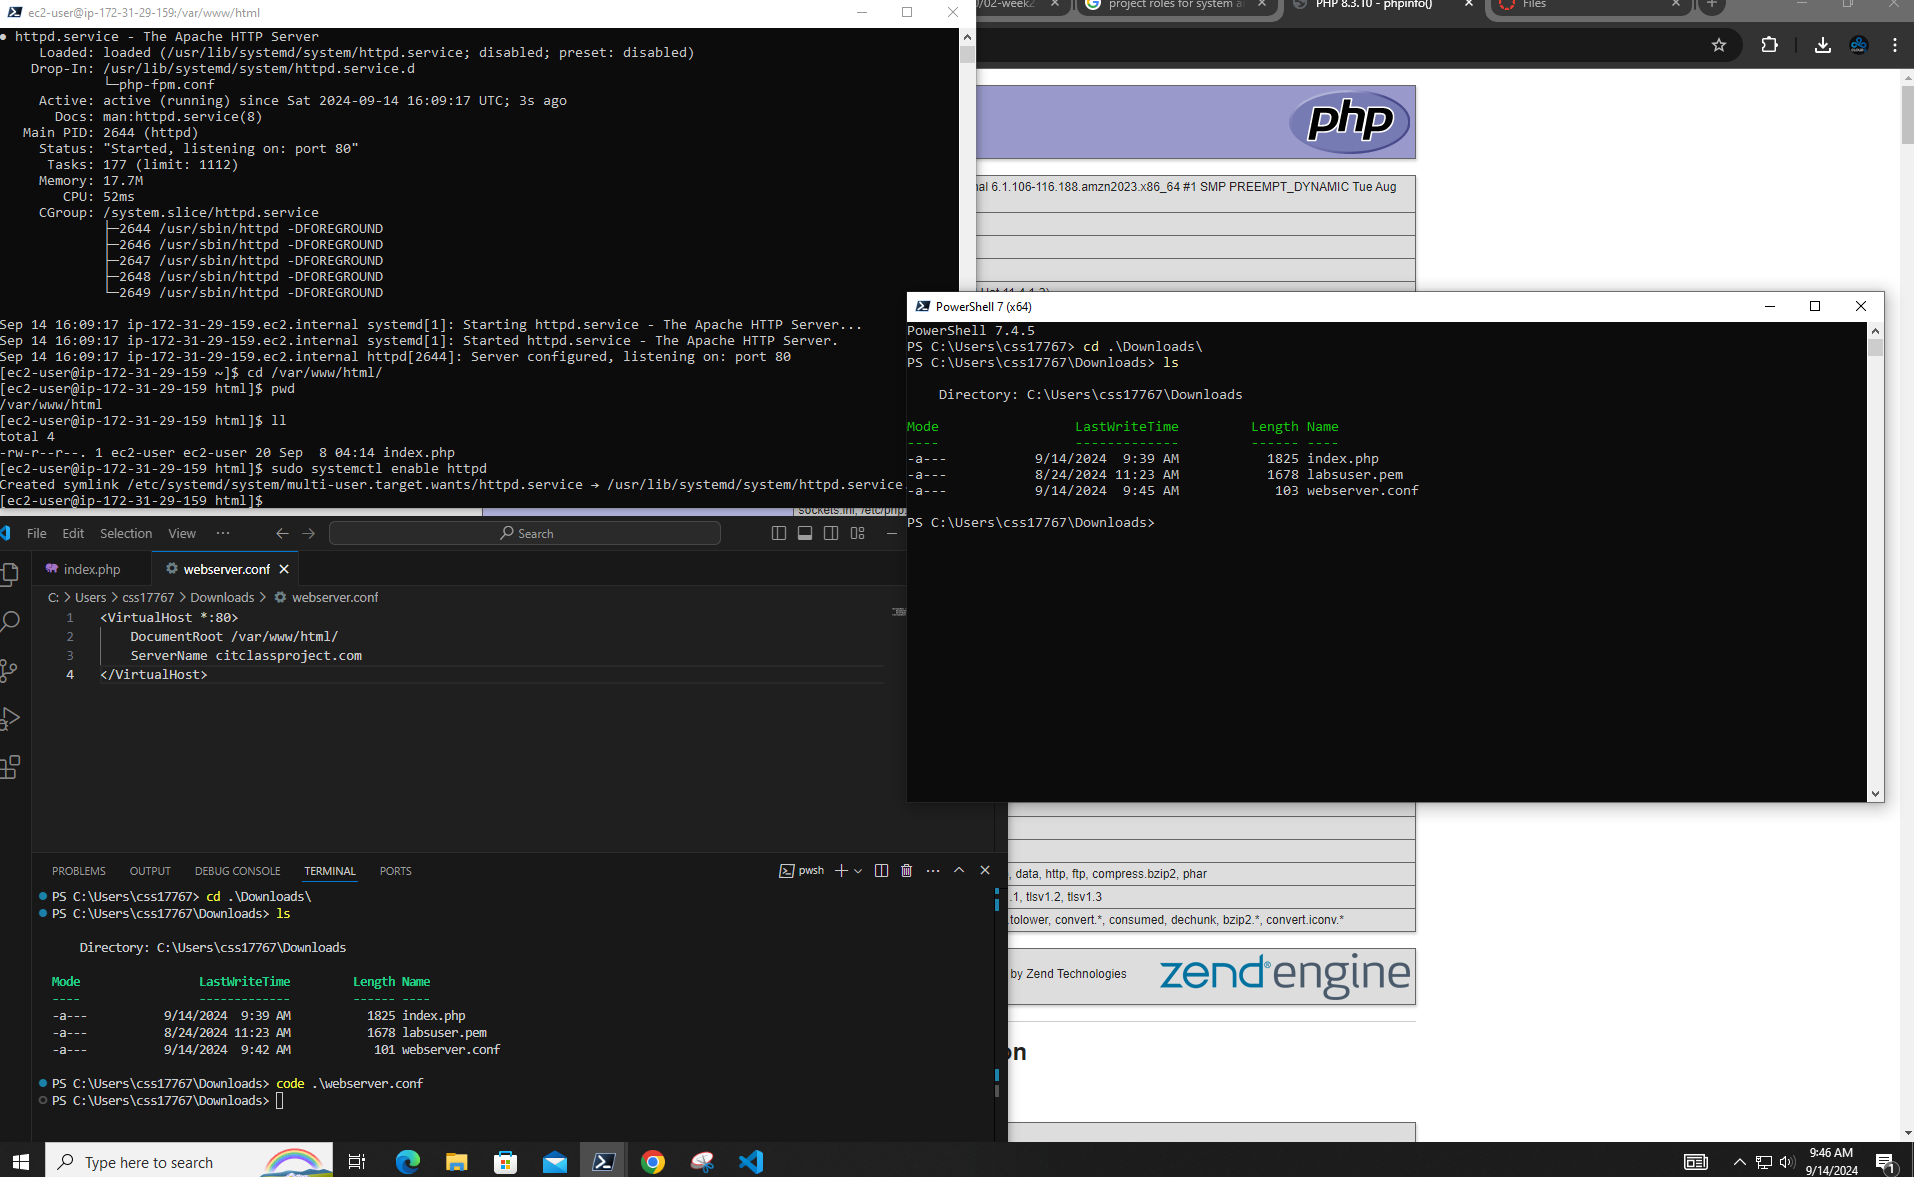 ec2-user@ip-172-31-29-159:/var/www/html
● httpd.service - The Apache HTTP Server
Loaded: loaded (/usr/lib/systemd/system/httpd.service; disabled; preset: disabled)
Drop-In: /usr/lib/systemd/system/httpd.service.d
└─php-fpm.conf
Active: active (running) since Sat 2024-09-14 16:09:17 UTC; 3s ago
Docs: man:httpd.service(8)
Main PID: 2644 (httpd)
Status: "Started, listening on: port 80"
Tasks: 177 (limit: 1112)
Memory: 17.7M
CPU: 52ms
CGroup: /system.slice/httpd.service
├─2644 /usr/sbin/httpd -DFOREGROUND
├─2646 /usr/sbin/httpd -DFOREGROUND
├─2647 /usr/sbin/httpd -DFOREGROUND
├─2648 /usr/sbin/httpd -DFOREGROUND
└─2649 /usr/sbin/httpd -DFOREGROUND
Sep 14 16:09:17 ip-172-31-29-159.ec2.internal systemd[1]: Starting httpd.service - The Apache HTTP Server...
Sep 14 16:09:17 ip-172-31-29-159.ec2.internal systemd[1]: Started httpd.service - The Apache HTTP Server.
Sep 14 16:09:17 ip-172-31-29-159.ec2.internal httpd[2644]: Server configured, listening on: port 80
[ec2-user@ip-172-31-29-159 ~]$ cd /var/www/html/
[ec2-user@ip-172-31-29-159 html]$ pwd
/var/www/html
[ec2-user@ip-172-31-29-159 html]$ ll
total 4
-rw-r--r--. 1 ec2-user ec2-user 20 Sep  8 04:14 index.php
[ec2-user@ip-172-31-29-159 html]$ sudo systemctl enable httpd
Created symlink /etc/systemd/system/multi-user.target.wants/httpd.service → /usr/lib/systemd/system/httpd.service.
[ec2-user@ip-172-31-29-159 html]$
/02-week2
project roles for system a
PHP 8.3.10 - phpinfo()
Files
php
6.1.106-116.188.amzn2023.x86_64 #1 SMP PREEMPT_DYNAMIC Tue Aug
PowerShell 7 (x64)
PowerShell 7.4.5
PS C:\Users\css17767> cd .\Downloads\
PS C:\Users\css17767\Downloads> ls
Directory: C:\Users\css17767\Downloads
Mode LastWriteTime Length Name
---- ------------- ------ ----
-a--- 9/14/2024  9:39 AM 1825 index.php
-a--- 8/24/2024 11:23 AM 1678 labsuser.pem
-a--- 9/14/2024  9:45 AM 103 webserver.conf
PS C:\Users\css17767\Downloads>
File Edit Selection View ··· Search
index.php webserver.conf
C: > Users > css17767 > Downloads > webserver.conf
1 <VirtualHost *:80>
2 DocumentRoot /var/www/html/
3 ServerName citclassproject.com
4 </VirtualHost>
PROBLEMS OUTPUT DEBUG CONSOLE TERMINAL PORTS pwsh
PS C:\Users\css17767> cd .\Downloads\
PS C:\Users\css17767\Downloads> ls
Directory: C:\Users\css17767\Downloads
Mode LastWriteTime Length Name
---- ------------- ------ ----
-a--- 9/14/2024  9:39 AM 1825 index.php
-a--- 8/24/2024 11:23 AM 1678 labsuser.pem
-a--- 9/14/2024  9:42 AM 101 webserver.conf
PS C:\Users\css17767\Downloads> code .\webserver.conf
PS C:\Users\css17767\Downloads>
, data, http, ftp, compress.bzip2, phar
.1, tlsv1.2, tlsv1.3
.tolower, convert.*, consumed, dechunk, bzip2.*, convert.iconv.*
by Zend Technologies
zend® engine
on
Type here to search
9:46 AM
9/14/2024
1